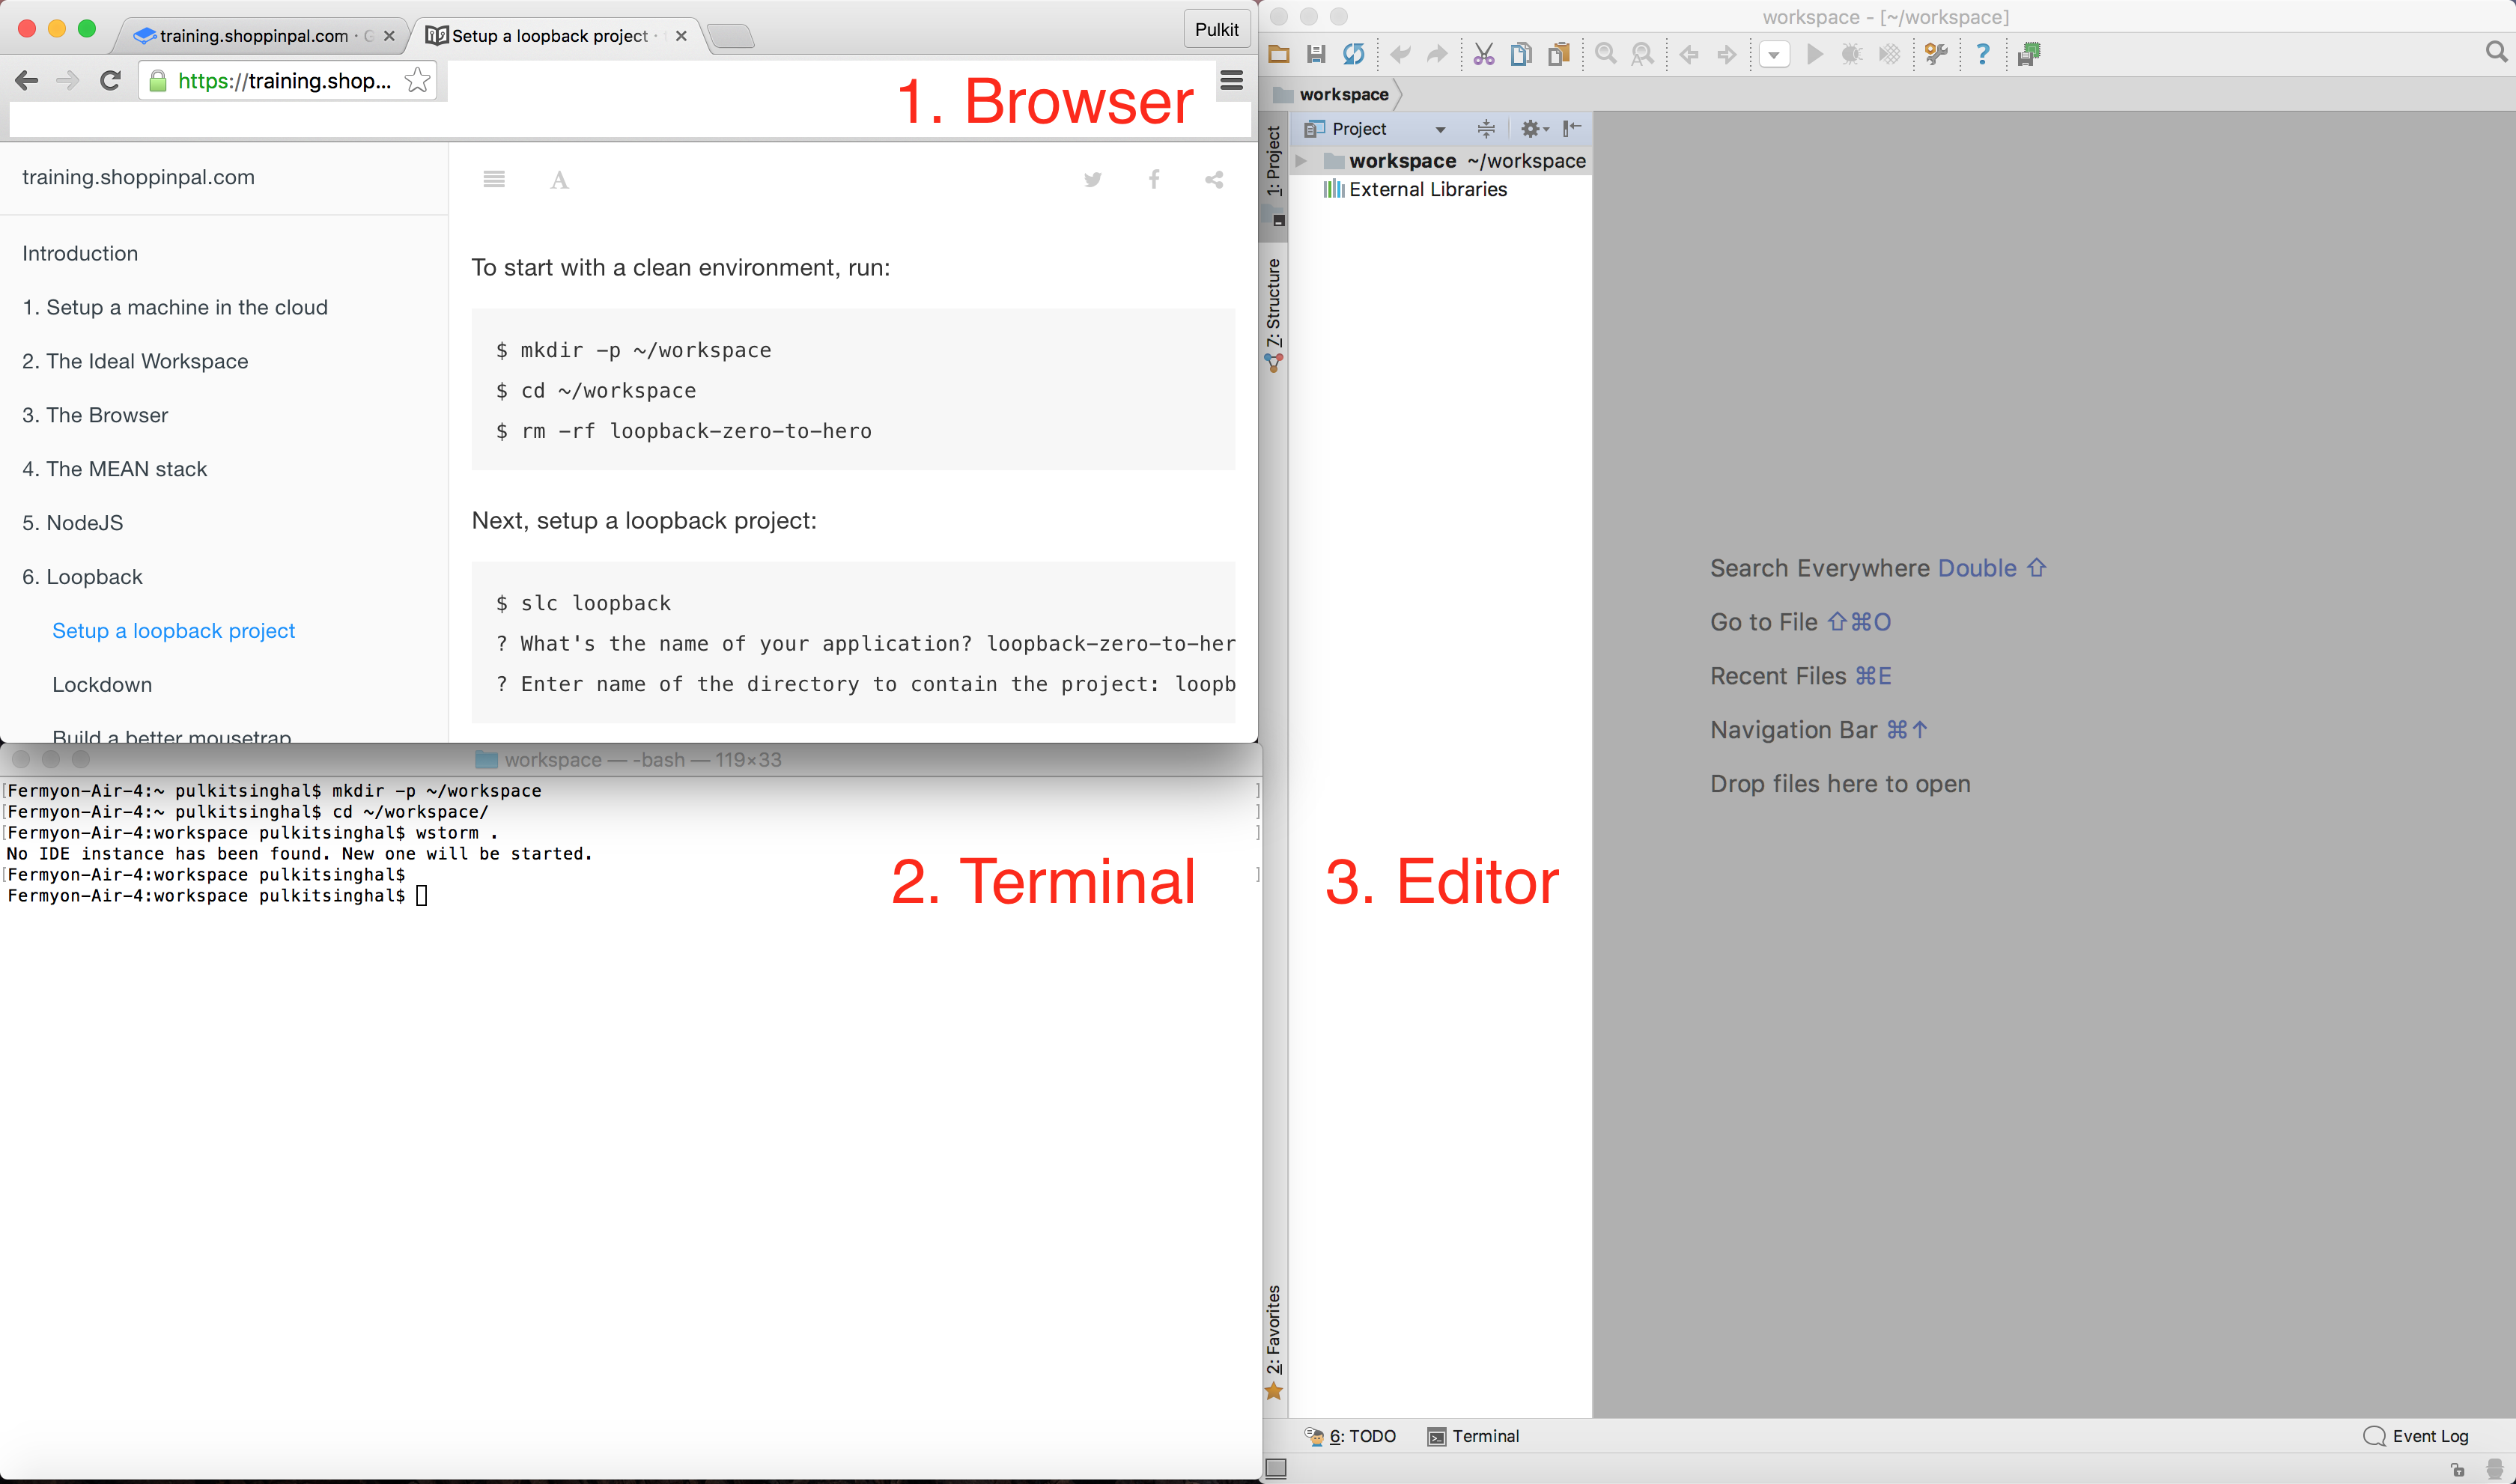 training.shoppinpal.com · G
Setup a loopback project ·
Pulkit
https://training.shop...
1. Browser
training.shoppinpal.com
Introduction
1. Setup a machine in the cloud
2. The Ideal Workspace
3. The Browser
4. The MEAN stack
5. NodeJS
6. Loopback
Setup a loopback project
Lockdown
Build a better mousetrap
A
To start with a clean environment, run:
$ mkdir -p ~/workspace
$ cd ~/workspace
$ rm -rf loopback-zero-to-hero
Next, setup a loopback project:
$ slc loopback
? What's the name of your application? loopback-zero-to-her
? Enter name of the directory to contain the project: loopb
workspace — -bash — 119×33
[Fermyon-Air-4:~ pulkitsinghal$ mkdir -p ~/workspace ]
[Fermyon-Air-4:~ pulkitsinghal$ cd ~/workspace/ ]
[Fermyon-Air-4:workspace pulkitsinghal$ wstorm . ]
No IDE instance has been found. New one will be started.
[Fermyon-Air-4:workspace pulkitsinghal$ ]
Fermyon-Air-4:workspace pulkitsinghal$
2. Terminal
workspace - [~/workspace]
workspace
1: Project
7: Structure
2: Favorites
Project
workspace ~/workspace
External Libraries
3. Editor
Search Everywhere Double ⇧
Go to File ⇧⌘O
Recent Files ⌘E
Navigation Bar ⌘↑
Drop files here to open
6: TODO
Terminal
Event Log